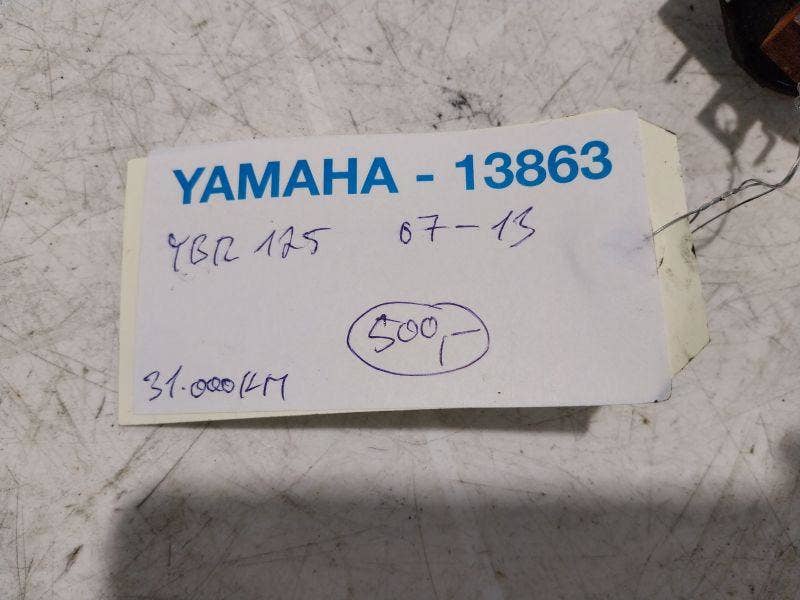 YAMAHA - 13863
YBR 125 07-13
500,-
31.000KM